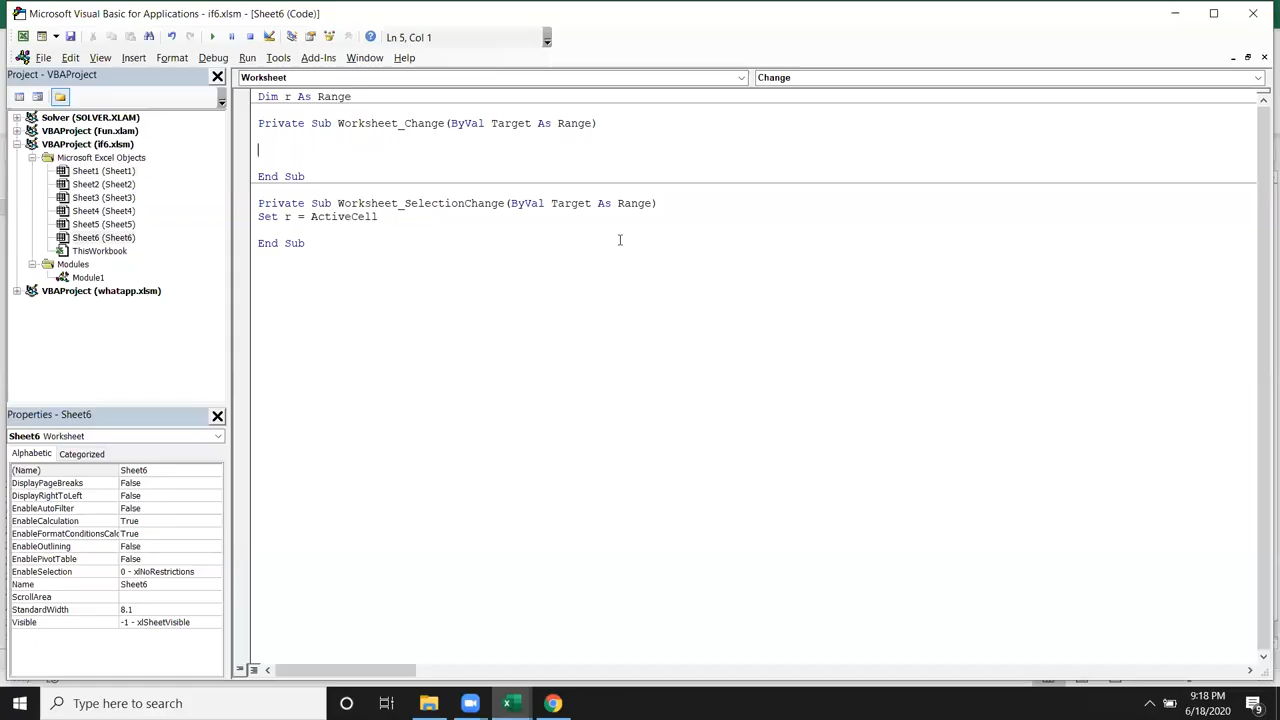 Microsoft Visual Basic for Applications - if6.xlsm - [Sheet6 (Code)]
Ln 5, Col 1
File Edit View Insert Format Debug Run Tools Add-Ins Window Help
Project - VBAProject
Worksheet
Change
Solver (SOLVER.XLAM)
VBAProject (Fun.xlam)
VBAProject (if6.xlsm)
Microsoft Excel Objects
Sheet1 (Sheet1)
Sheet2 (Sheet2)
Sheet3 (Sheet3)
Sheet4 (Sheet4)
Sheet5 (Sheet5)
Sheet6 (Sheet6)
ThisWorkbook
Modules
Module1
VBAProject (whatapp.xlsm)
Dim r As Range
Private Sub Worksheet_Change(ByVal Target As Range)
End Sub
Private Sub Worksheet_SelectionChange(ByVal Target As Range)
Set r = ActiveCell
End Sub
Properties - Sheet6
Sheet6 Worksheet
Alphabetic Categorized
(Name) Sheet6
DisplayPageBreaks False
DisplayRightToLeft False
EnableAutoFilter False
EnableCalculation True
EnableFormatConditionsCalc True
EnableOutlining False
EnablePivotTable False
EnableSelection 0 - xlNoRestrictions
Name Sheet6
ScrollArea
StandardWidth 8.1
Visible -1 - xlSheetVisible
Type here to search
9:18 PM
6/18/2020
9